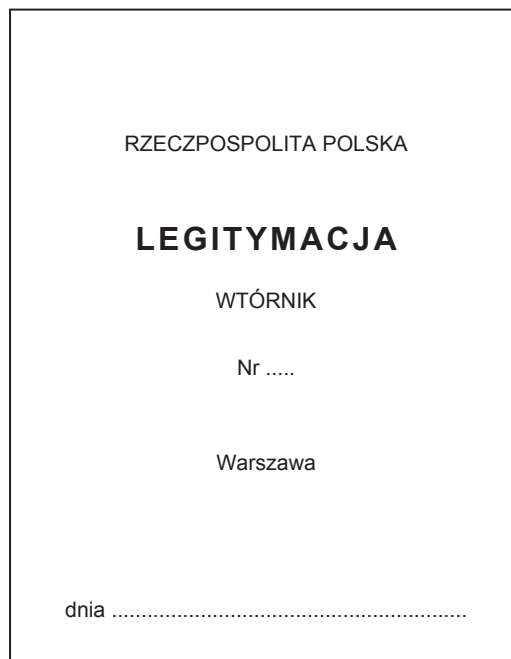 RZECZPOSPOLITA POLSKA
LEGITYMACJA
WTÓRNIK
Nr .....
Warszawa
dnia ............................................................